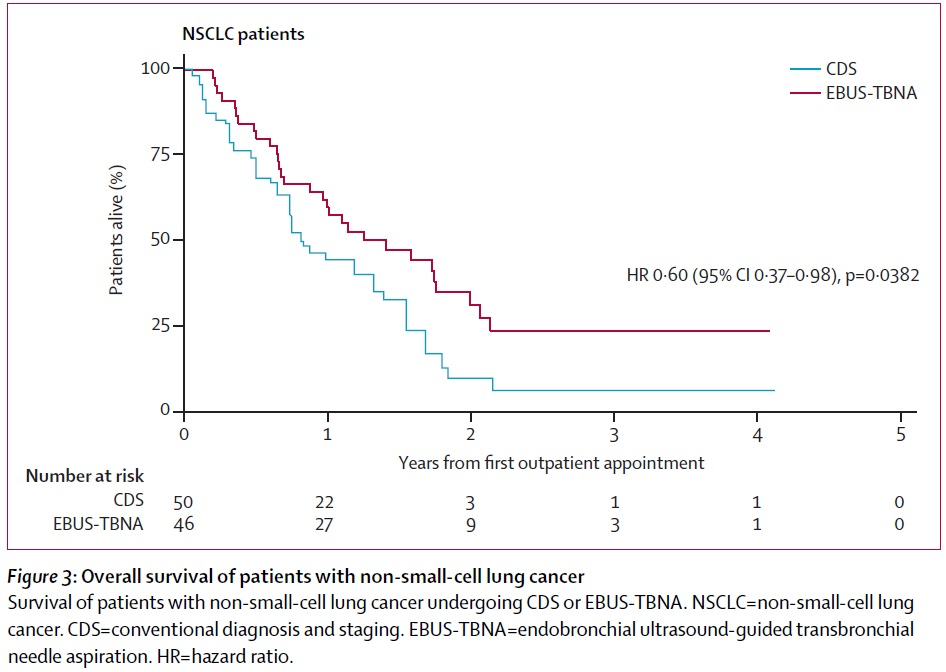 NSCLC patients
CDS
EBUS-TBNA
100
75
50
25
0
Patients alive (%)
HR 0·60 (95% CI 0·37–0·98), p=0·0382
0 1 2 3 4 5
Years from first outpatient appointment
Number at risk
CDS 50 22 3 1 1 0
EBUS-TBNA 46 27 9 3 1 0
Figure 3: Overall survival of patients with non-small-cell lung cancer
Survival of patients with non-small-cell lung cancer undergoing CDS or EBUS-TBNA. NSCLC=non-small-cell lung
cancer. CDS=conventional diagnosis and staging. EBUS-TBNA=endobronchial ultrasound-guided transbronchial
needle aspiration. HR=hazard ratio.